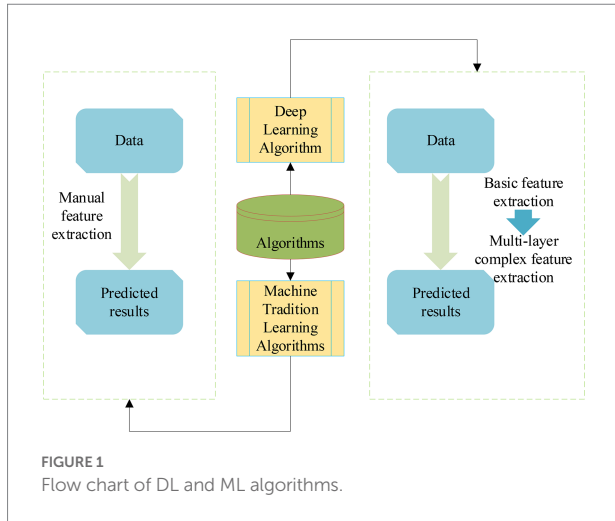 Data
Manual
feature
extraction
Predicted
results
Deep
Learning
Algorithm
Algorithms
Machine
Tradition
Learning
Algorithms
Data
Basic feature
extraction
Multi-layer
complex feature
extraction
Predicted
results
FIGURE 1
Flow chart of DL and ML algorithms.